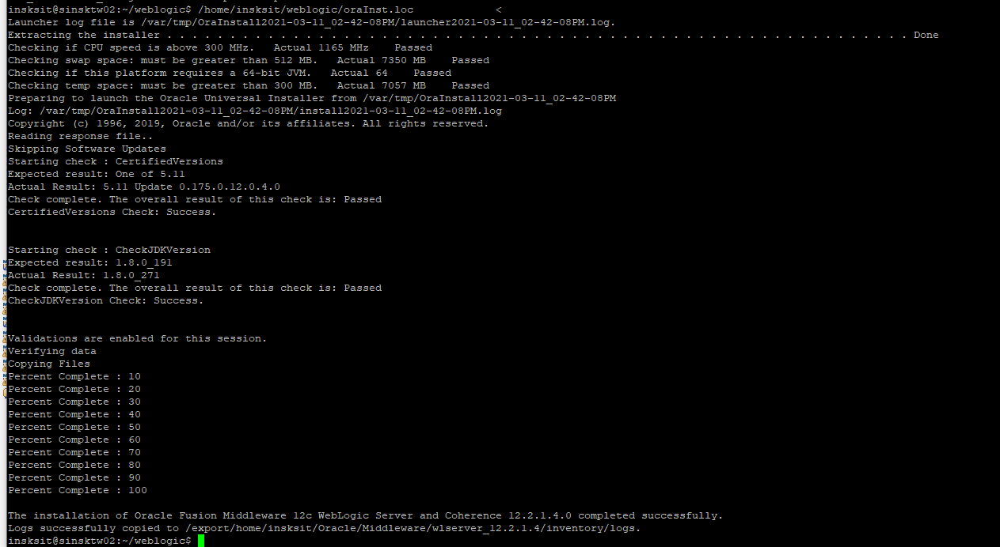 insksit@sinsktw02:~/weblogic$ /home/insksit/weblogic/oraInst.loc <
Launcher log file is /var/tmp/OraInstall2021-03-11_02-42-08PM/launcher2021-03-11_02-42-08PM.log.
Extracting the installer . . . . . . . . . . . . . . . . . . . . . . . . . . . . . . . . . . . . . . . . . . . . . . . . . . . . . . . . . . . Done
Checking if CPU speed is above 300 MHz. Actual 1165 MHz Passed
Checking swap space: must be greater than 512 MB. Actual 7350 MB Passed
Checking if this platform requires a 64-bit JVM. Actual 64 Passed
Checking temp space: must be greater than 300 MB. Actual 7057 MB Passed
Preparing to launch the Oracle Universal Installer from /var/tmp/OraInstall2021-03-11_02-42-08PM
Log: /var/tmp/OraInstall2021-03-11_02-42-08PM/install2021-03-11_02-42-08PM.log
Copyright (c) 1996, 2019, Oracle and/or its affiliates. All rights reserved.
Reading response file..
Skipping Software Updates
Starting check : CertifiedVersions
Expected result: One of 5.11
Actual Result: 5.11 Update 0.175.0.12.0.4.0
Check complete. The overall result of this check is: Passed
CertifiedVersions Check: Success.
Starting check : CheckJDKVersion
Expected result: 1.8.0_191
Actual Result: 1.8.0_271
Check complete. The overall result of this check is: Passed
CheckJDKVersion Check: Success.
Validations are enabled for this session.
Verifying data
Copying Files
Percent Complete : 10
Percent Complete : 20
Percent Complete : 30
Percent Complete : 40
Percent Complete : 50
Percent Complete : 60
Percent Complete : 70
Percent Complete : 80
Percent Complete : 90
Percent Complete : 100
The installation of Oracle Fusion Middleware 12c WebLogic Server and Coherence 12.2.1.4.0 completed successfully.
Logs successfully copied to /export/home/insksit/Oracle/Middleware/wlserver_12.2.1.4/inventory/logs.
insksit@sinsktw02:~/weblogic$